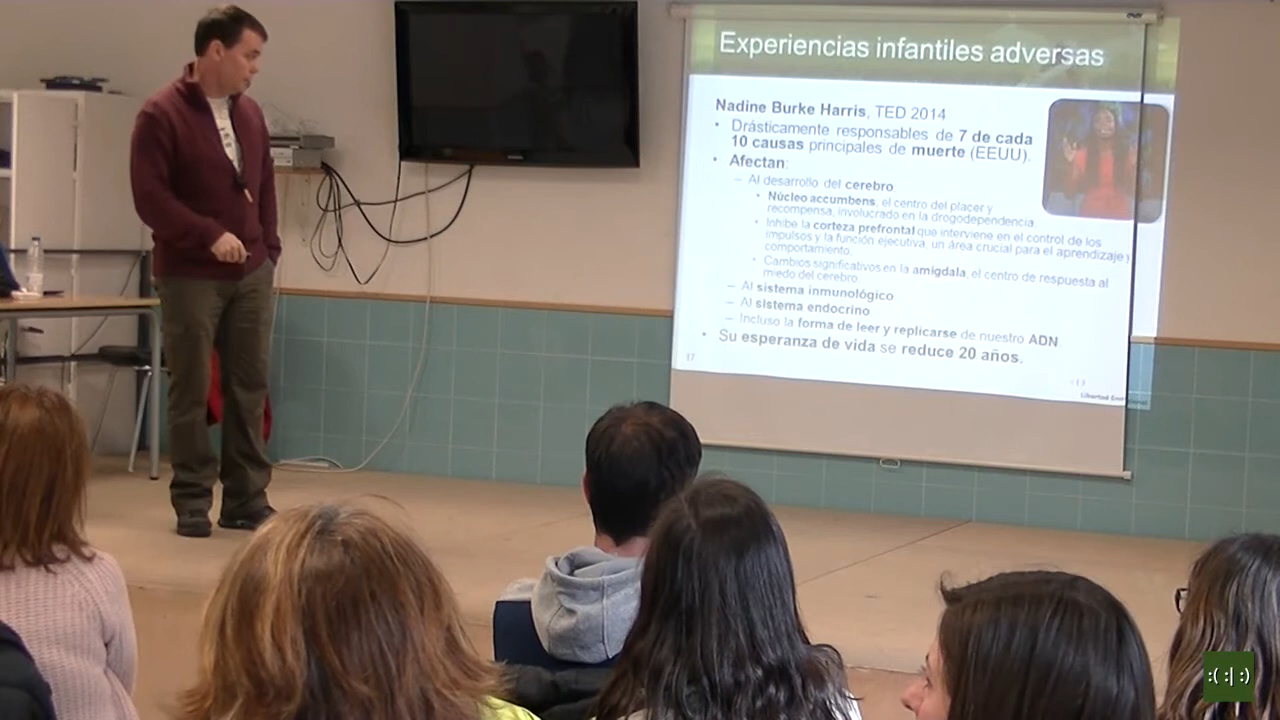 Experiencias infantiles adversas
Nadine Burke Harris, TED 2014
• Drásticamente responsables de 7 de cada
10 causas principales de muerte (EEUU).
• Afectan:
– Al desarrollo del cerebro
• Núcleo accumbens, el centro del placer y
recompensa, involucrado en la drogodependencia.
• Inhibe la corteza prefrontal que interviene en el control de los
impulsos y la función ejecutiva, un área crucial para el aprendizaje y
comportamiento.
• Cambios significativos en la amígdala, el centro de respuesta al
miedo del cerebro.
– Al sistema inmunológico
– Al sistema endocrino
– Incluso la forma de leer y replicarse de nuestro ADN
• Su esperanza de vida se reduce 20 años.
17
Libertad
:( :| :)